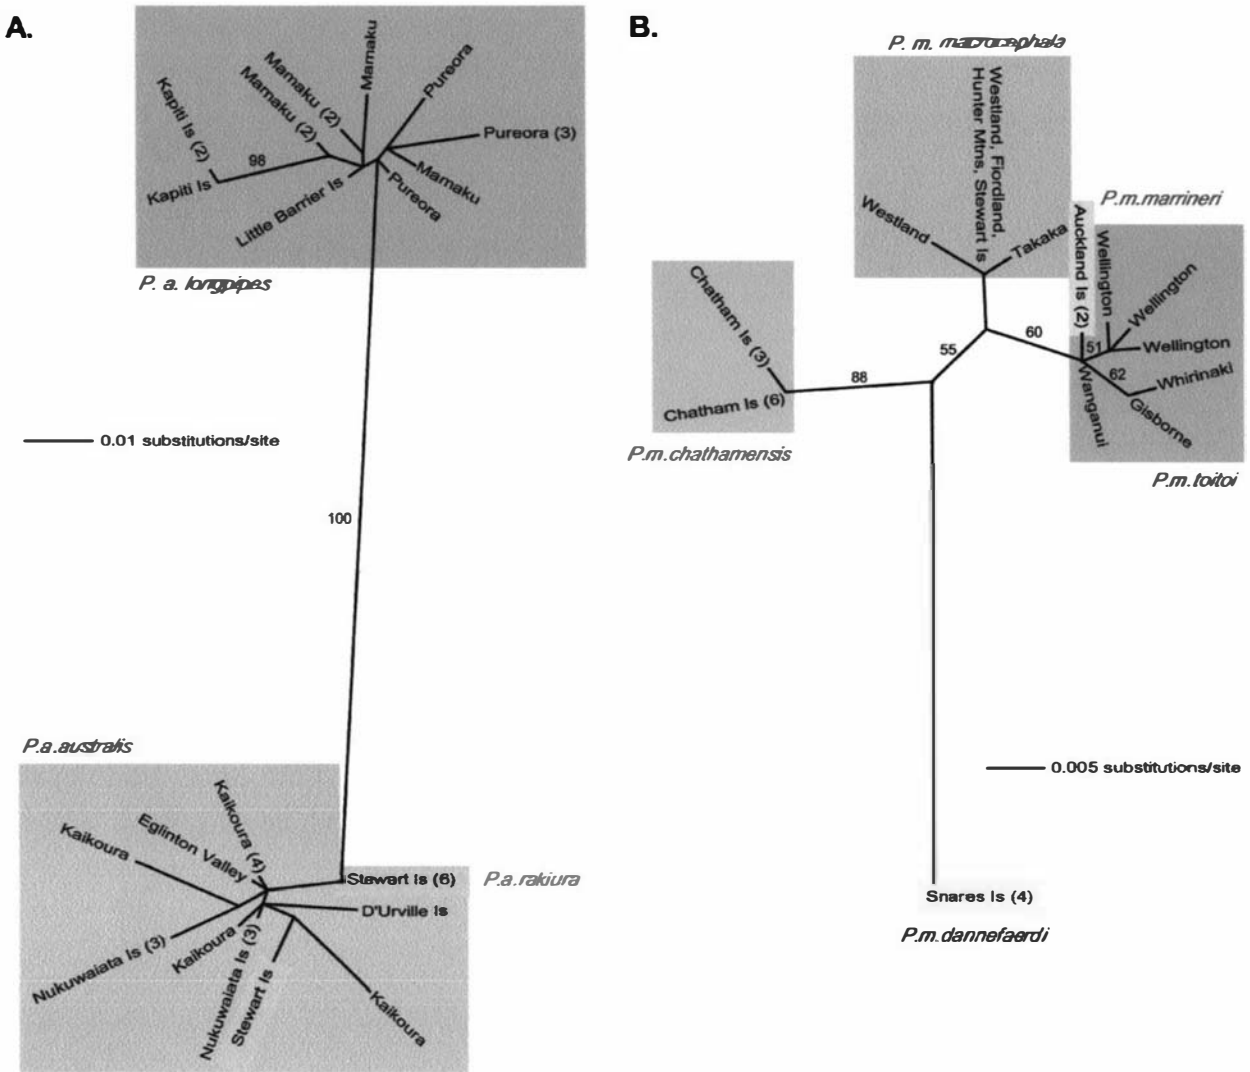 A.
Kapiti Is (2)
Kapiti Is
98
Mamaku (2)
Mamaku (2)
Mamaku
Pureora
Pureora (3)
Mamaku
Pureora
Little Barrier Is
P. a. longpipes
0.01 substitutions/site
100
P.a.australis
Kaikoura (4)
Eglinton Valley
Kaikoura
Nukuwaiata Is (3)
Kaikoura
Nukuwaiata Is (3)
Stewart Is
Kaikoura
D'Urville Is
Stewart Is (6)
P.a.rakiura
B.
P. m. macrocephala
Westland
Westland, Fiordland,
Hunter Mtns, Stewart Is
Takaka
P.m.marrineri
Auckland Is (2)
Wellington
Wellington
Wellington
Whirinaki
Gisborne
Wanganui
51
62
60
55
88
Chatham Is (3)
Chatham Is (6)
P.m.chathamensis
P.m.toitoi
0.005 substitutions/site
Snares Is (4)
P.m.dannefaerdi